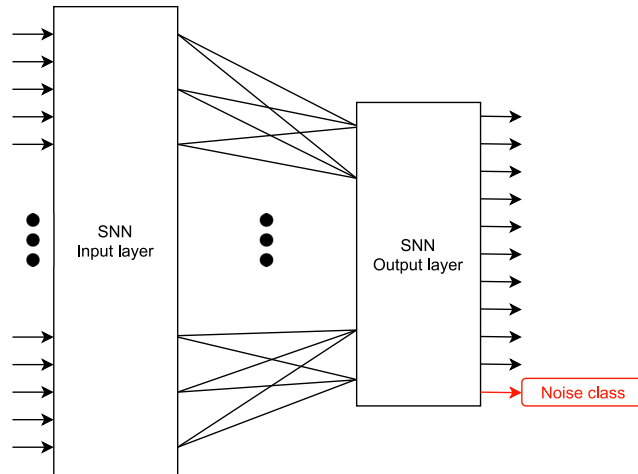 SNN
Input layer
SNN
Output layer
Noise class